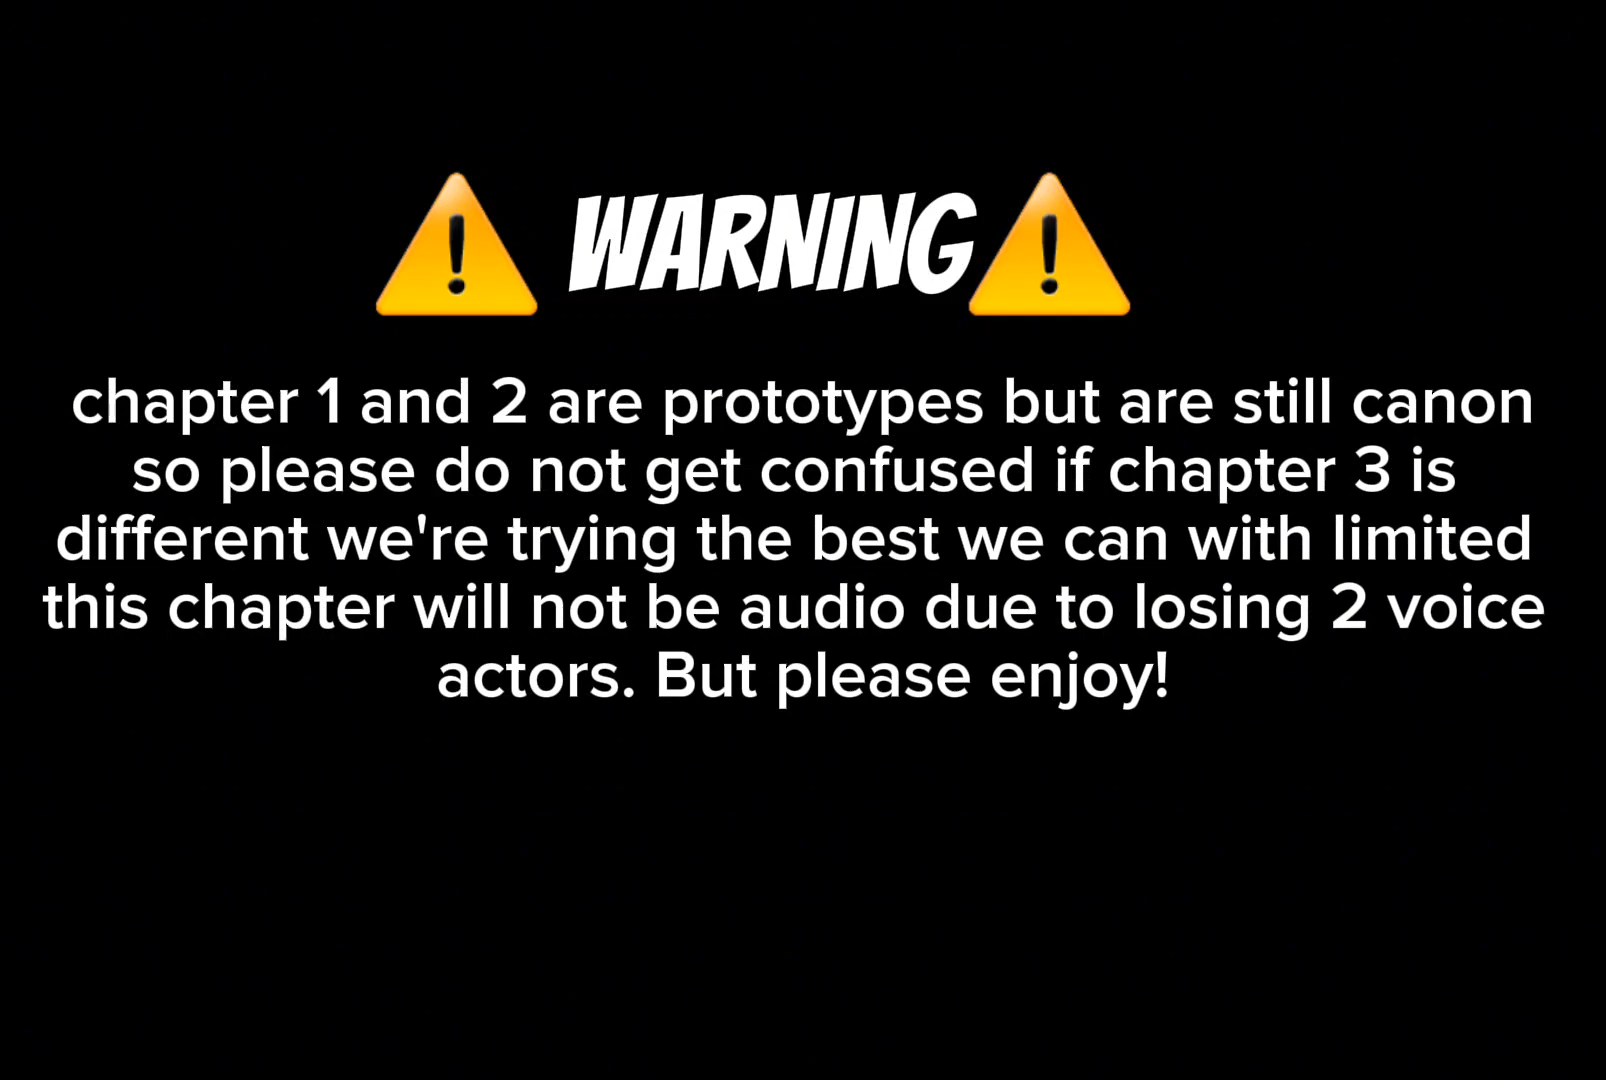 WARNING
chapter 1 and 2 are prototypes but are still canon
so please do not get confused if chapter 3 is
different we're trying the best we can with limited
this chapter will not be audio due to losing 2 voice
actors. But please enjoy!